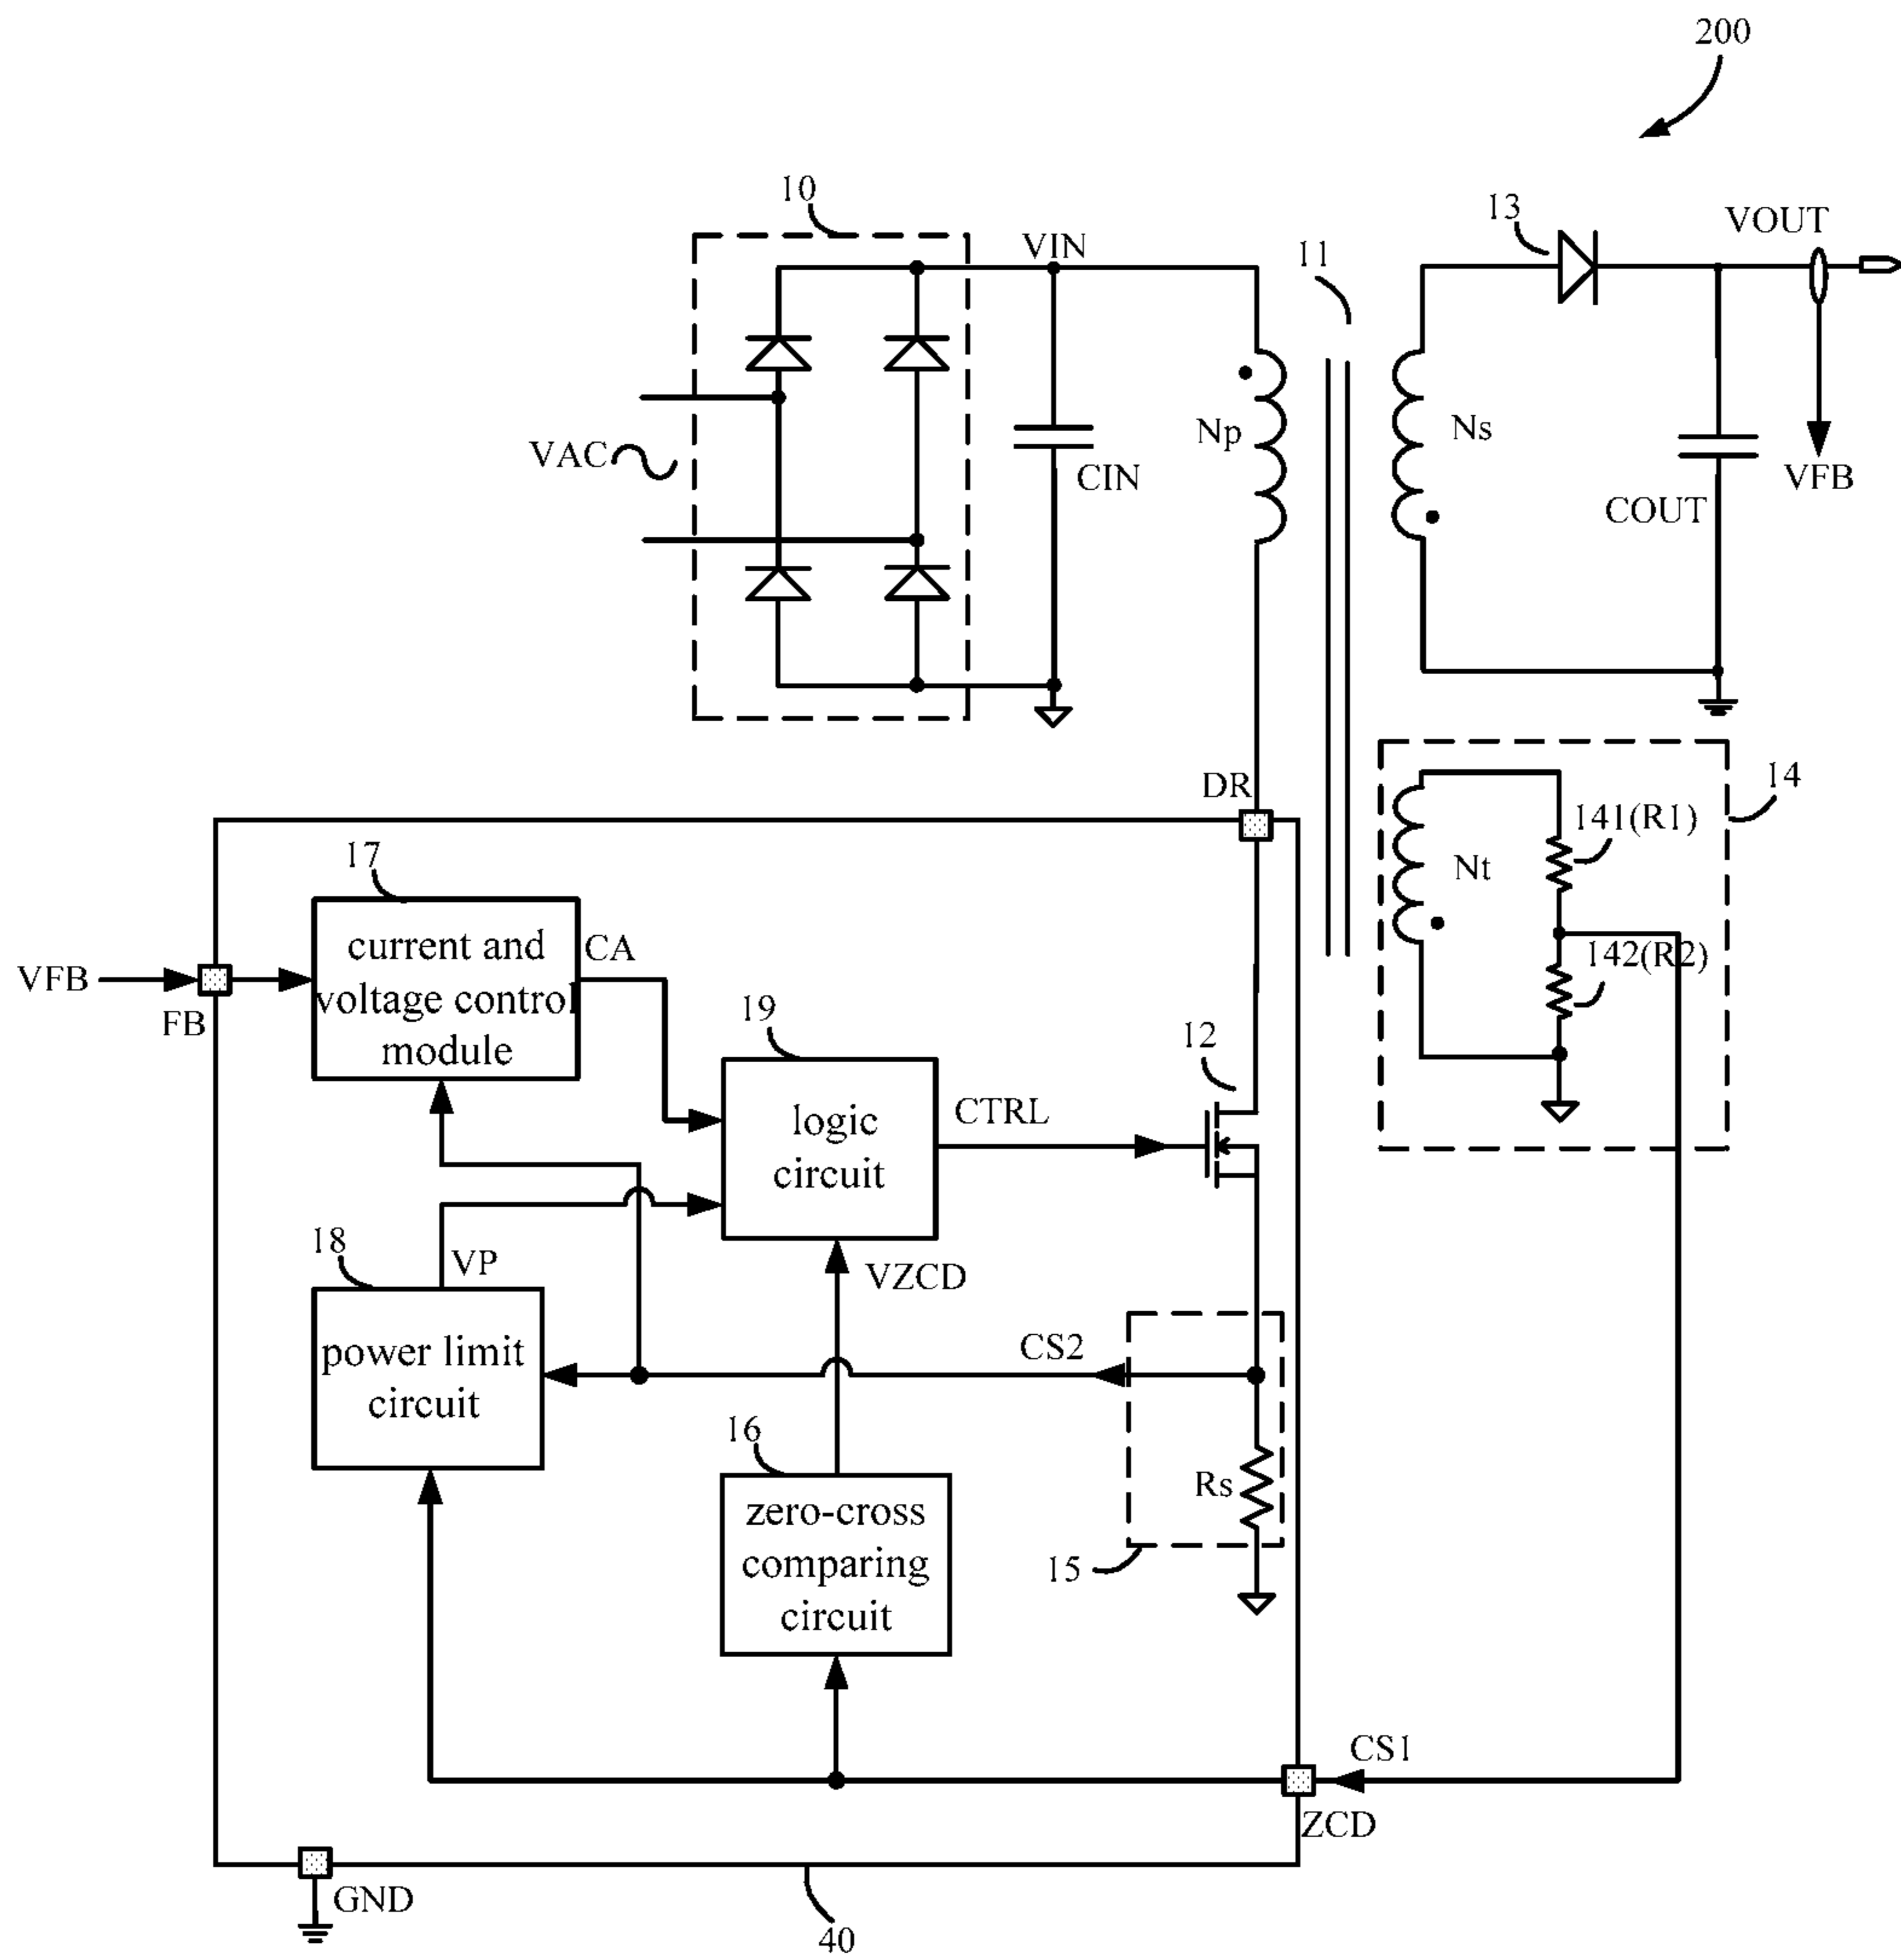 200
10
VIN
11
13
VOUT
VAC
CIN
Np
Ns
COUT
VFB
DR
14
141(R1)
Nt
142(R2)
17
current and
voltage control
module
CA
VFB
FB
19
logic
circuit
CTRL
12
18
VP
VZCD
power limit
circuit
CS2
16
zero-cross
comparing
circuit
Rs
15
CS1
ZCD
GND
40